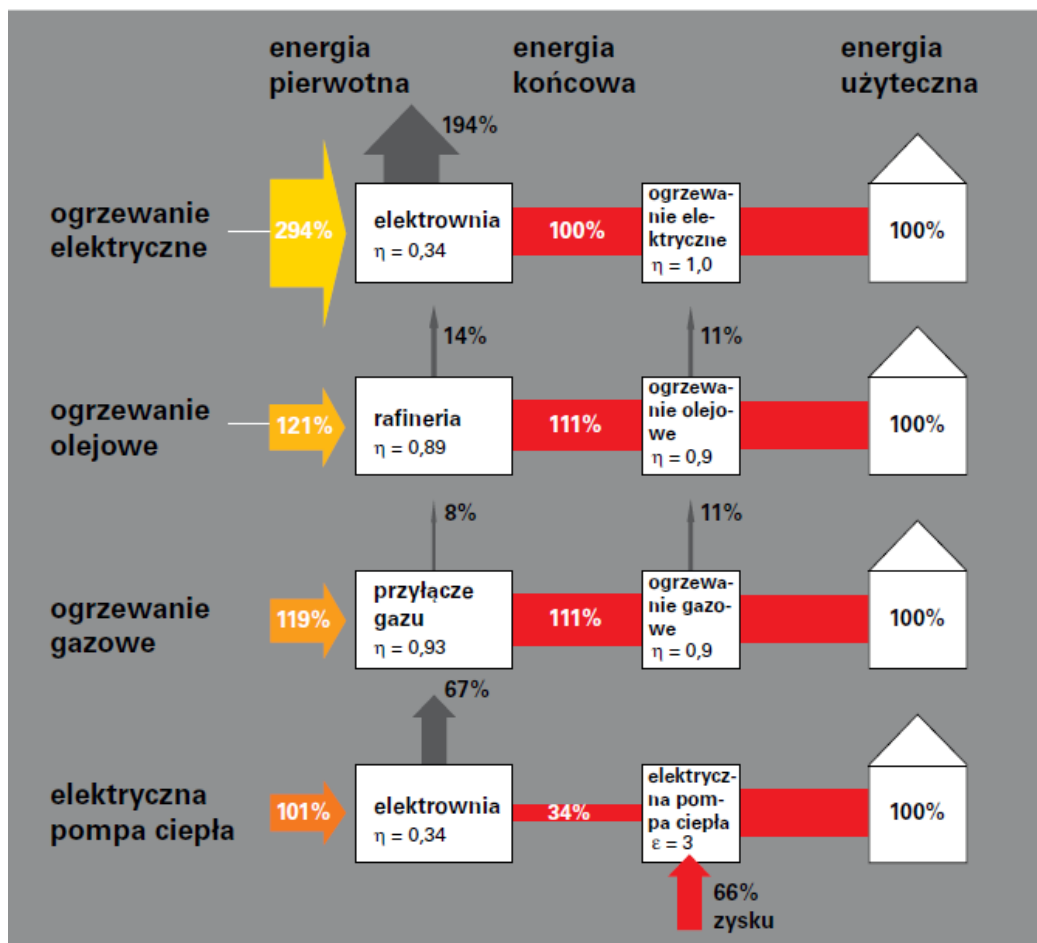 energia
pierwotna
energia
końcowa
energia
użyteczna
194%
ogrzewanie
elektryczne
294%
elektrownia
η = 0,34
100%
ogrzewa-
nie ele-
ktryczne
η = 1,0
100%
14%
11%
ogrzewanie
olejowe
121%
rafineria
η = 0,89
111%
ogrzewa-
nie olejo-
we
η = 0,9
100%
8%
11%
ogrzewanie
gazowe
119%
przyłącze
gazu
η = 0,93
111%
ogrzewa-
nie gazo-
we
η = 0,9
100%
67%
elektryczna
pompa ciepła
101%
elektrownia
η = 0,34
34%
elektrycz-
na pom-
pa ciepła
ε = 3
100%
66%
zysku